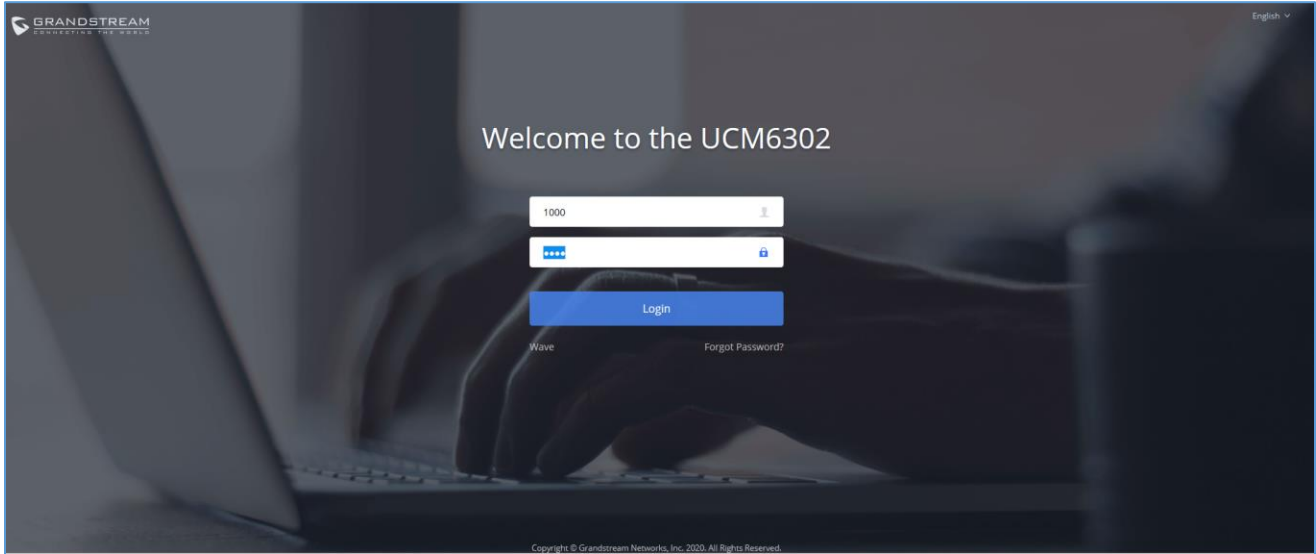 GRANDSTREAM
CONNECTING THE WORLD
English
Welcome to the UCM6302
1000
••••
Login
Wave
Forgot Password?
Copyright © Grandstream Networks, Inc. 2020. All Rights Reserved.